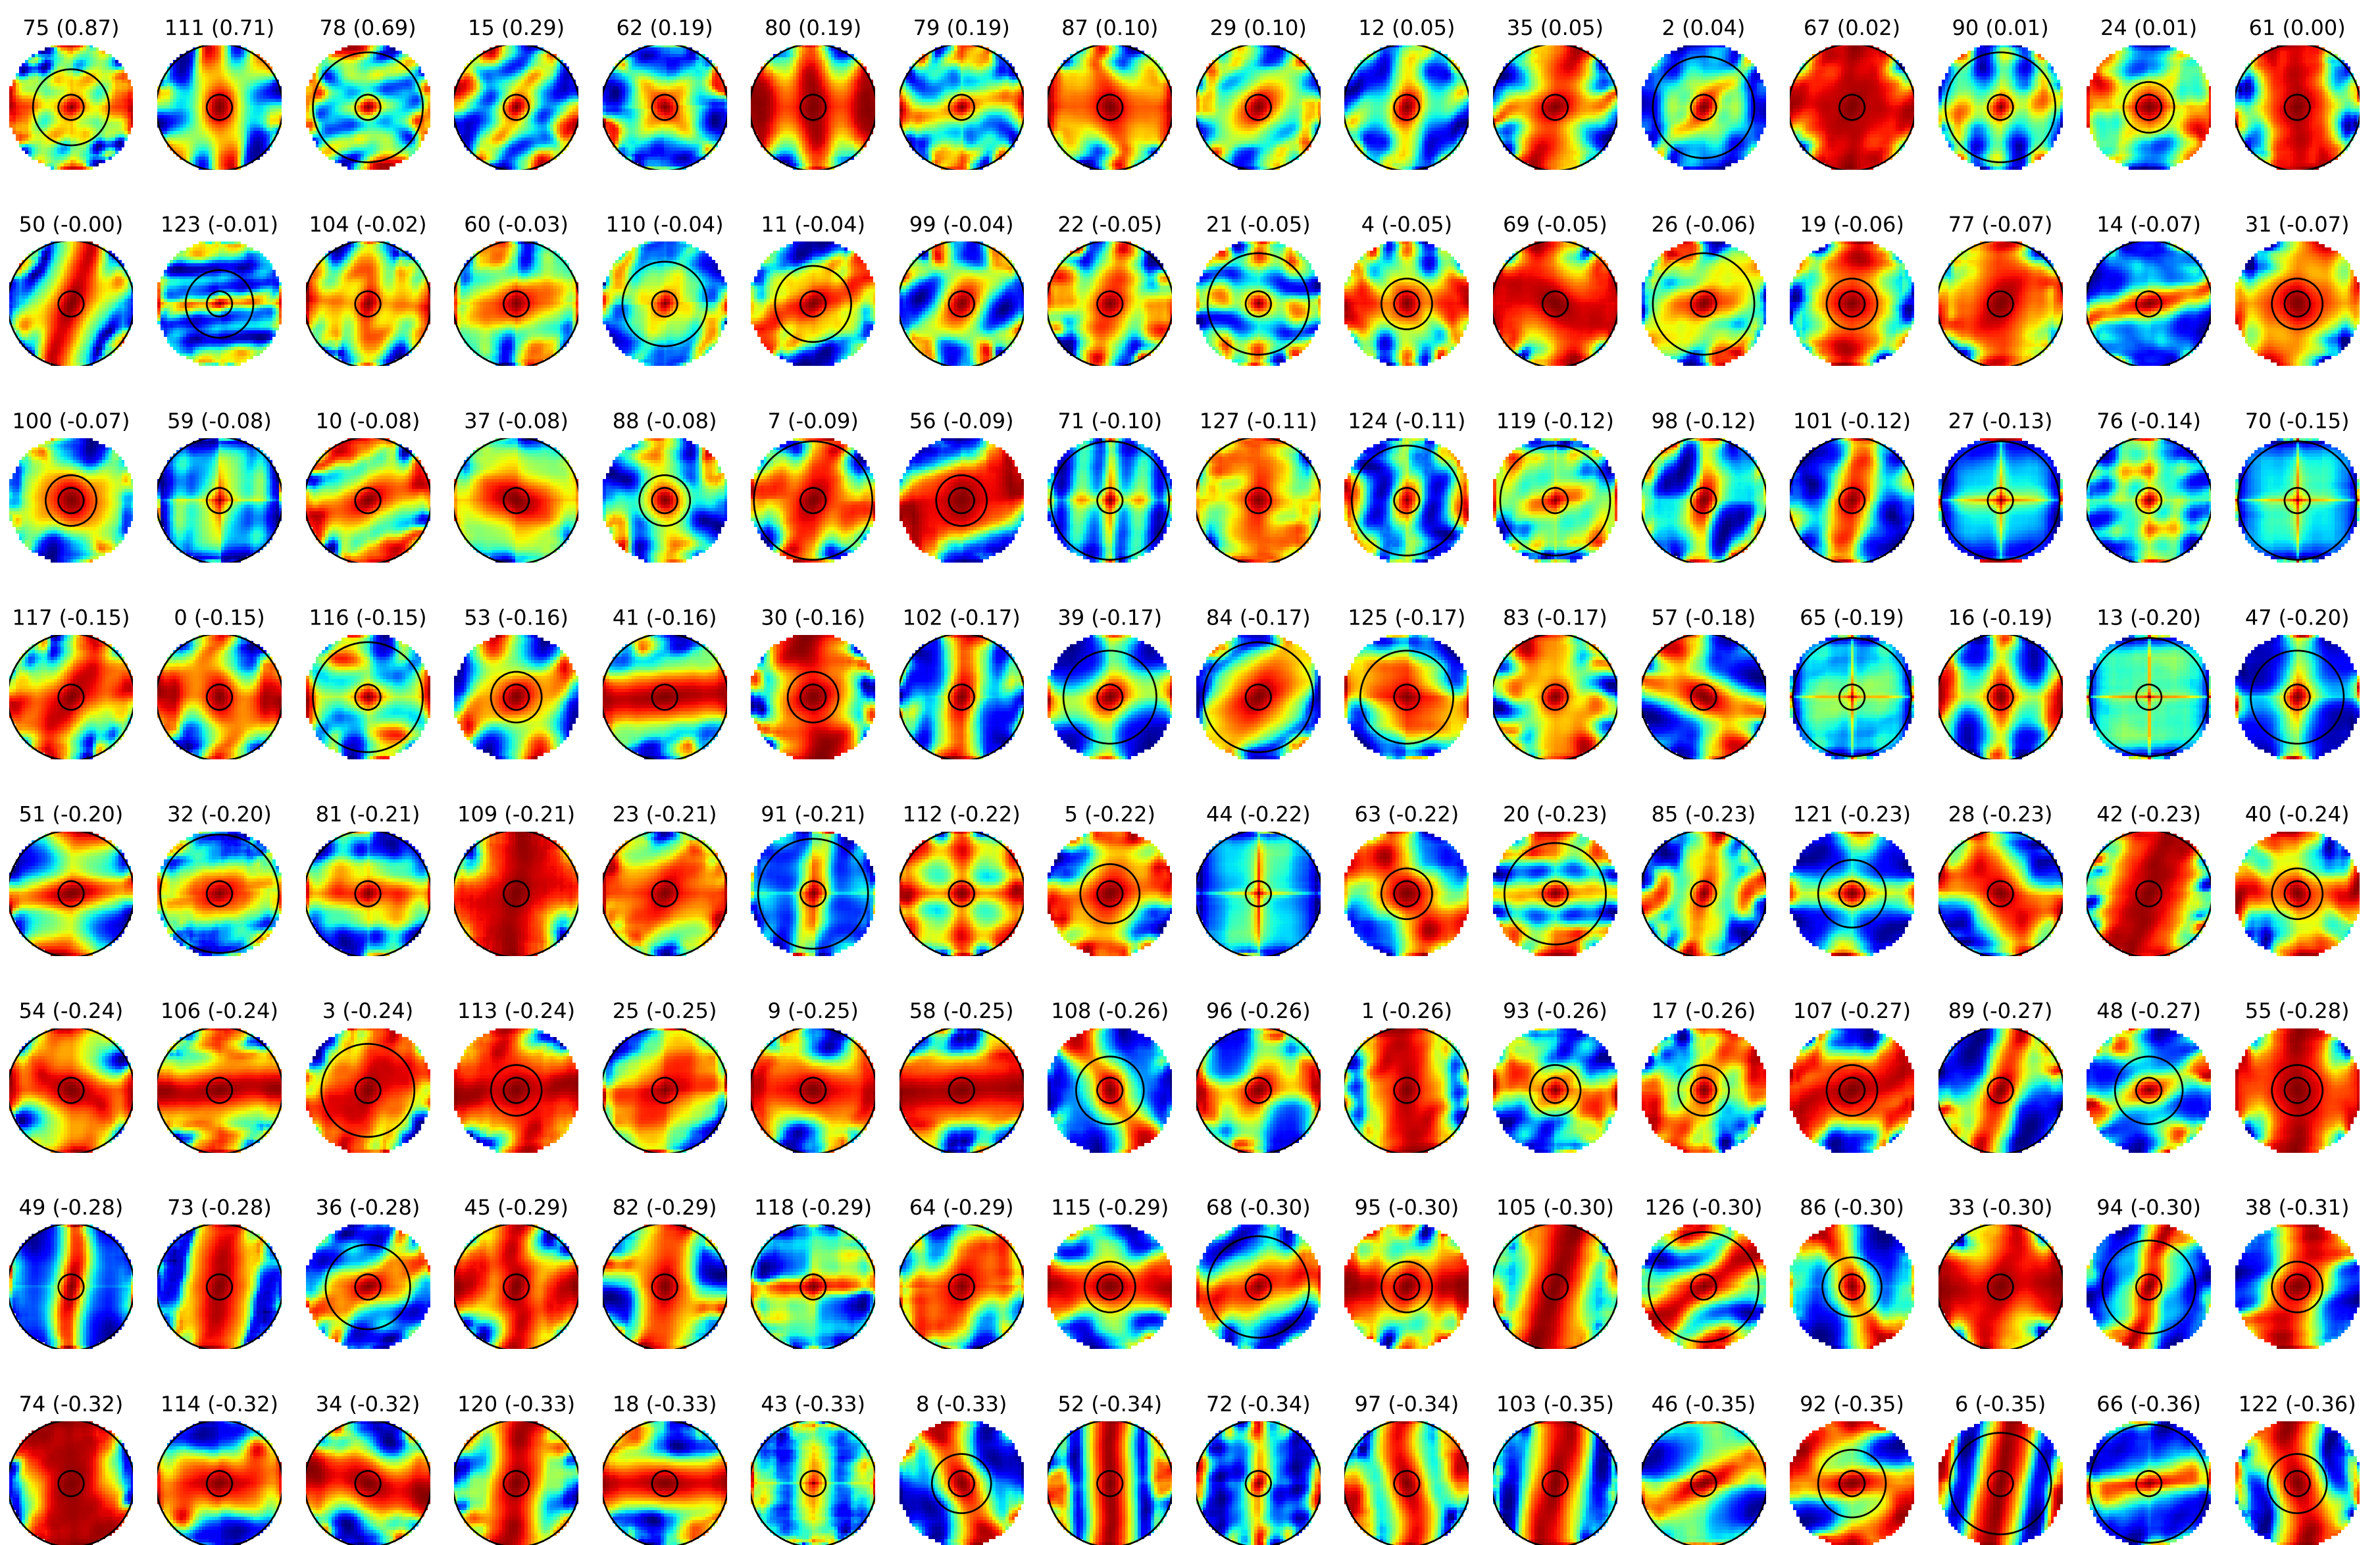 75 (0.87) 111 (0.71) 78 (0.69) 15 (0.29) 62 (0.19) 80 (0.19) 79 (0.19) 87 (0.10) 29 (0.10) 12 (0.05) 35 (0.05) 2 (0.04) 67 (0.02) 90 (0.01) 24 (0.01) 61 (0.00)
50 (-0.00) 123 (-0.01) 104 (-0.02) 60 (-0.03) 110 (-0.04) 11 (-0.04) 99 (-0.04) 22 (-0.05) 21 (-0.05) 4 (-0.05) 69 (-0.05) 26 (-0.06) 19 (-0.06) 77 (-0.07) 14 (-0.07) 31 (-0.07)
100 (-0.07) 59 (-0.08) 10 (-0.08) 37 (-0.08) 88 (-0.08) 7 (-0.09) 56 (-0.09) 71 (-0.10) 127 (-0.11) 124 (-0.11) 119 (-0.12) 98 (-0.12) 101 (-0.12) 27 (-0.13) 76 (-0.14) 70 (-0.15)
117 (-0.15) 0 (-0.15) 116 (-0.15) 53 (-0.16) 41 (-0.16) 30 (-0.16) 102 (-0.17) 39 (-0.17) 84 (-0.17) 125 (-0.17) 83 (-0.17) 57 (-0.18) 65 (-0.19) 16 (-0.19) 13 (-0.20) 47 (-0.20)
51 (-0.20) 32 (-0.20) 81 (-0.21) 109 (-0.21) 23 (-0.21) 91 (-0.21) 112 (-0.22) 5 (-0.22) 44 (-0.22) 63 (-0.22) 20 (-0.23) 85 (-0.23) 121 (-0.23) 28 (-0.23) 42 (-0.23) 40 (-0.24)
54 (-0.24) 106 (-0.24) 3 (-0.24) 113 (-0.24) 25 (-0.25) 9 (-0.25) 58 (-0.25) 108 (-0.26) 96 (-0.26) 1 (-0.26) 93 (-0.26) 17 (-0.26) 107 (-0.27) 89 (-0.27) 48 (-0.27) 55 (-0.28)
49 (-0.28) 73 (-0.28) 36 (-0.28) 45 (-0.29) 82 (-0.29) 118 (-0.29) 64 (-0.29) 115 (-0.29) 68 (-0.30) 95 (-0.30) 105 (-0.30) 126 (-0.30) 86 (-0.30) 33 (-0.30) 94 (-0.30) 38 (-0.31)
74 (-0.32) 114 (-0.32) 34 (-0.32) 120 (-0.33) 18 (-0.33) 43 (-0.33) 8 (-0.33) 52 (-0.34) 72 (-0.34) 97 (-0.34) 103 (-0.35) 46 (-0.35) 92 (-0.35) 6 (-0.35) 66 (-0.36) 122 (-0.36)